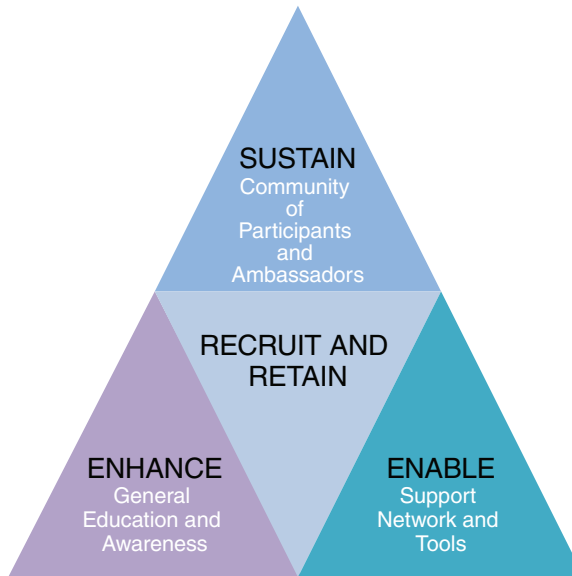 SUSTAIN
Community
of
Participants
and
Ambassadors
RECRUIT AND
RETAIN
ENHANCE
General
Education and
Awareness
ENABLE
Support
Network and
Tools